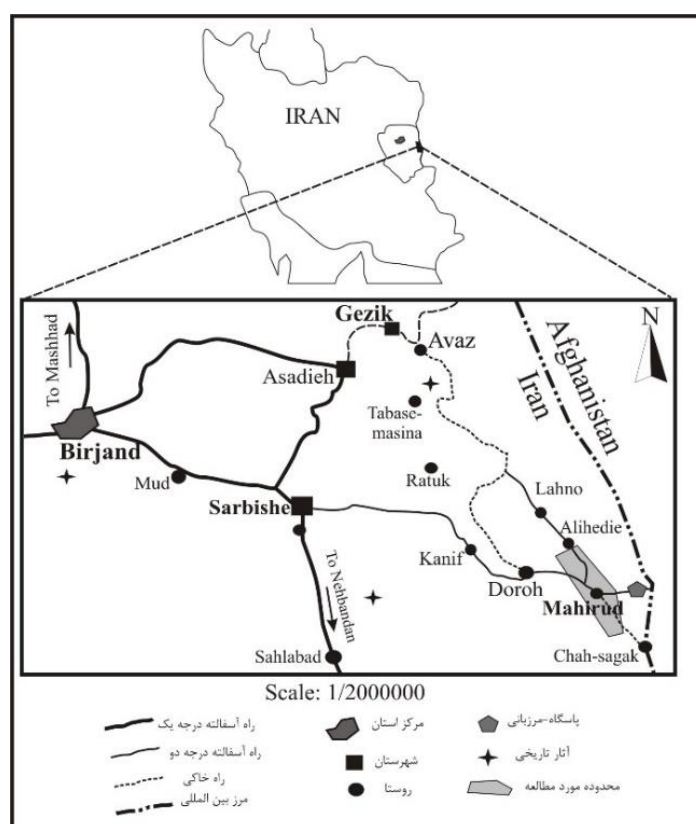 IRAN
To Mashhad
Gezik
Avaz
N
Afghanistan
Iran
Asadieh
Tabase-
masina
Birjand
Mud
Ratuk
Lahno
Sarbishe
Alihedie
Kanif
Doroh
To Nehbandan
Mahirud
Sahlabad
Chah-sagak
Scale: 1/2000000
راه آسفالته درجه یک
مرکز استان
پاسگاه-مرزبانی
راه آسفالته درجه دو
شهرستان
آثار تاریخی
راه خاکی
روستا
محدوده مورد مطالعه
مرز بین المللی